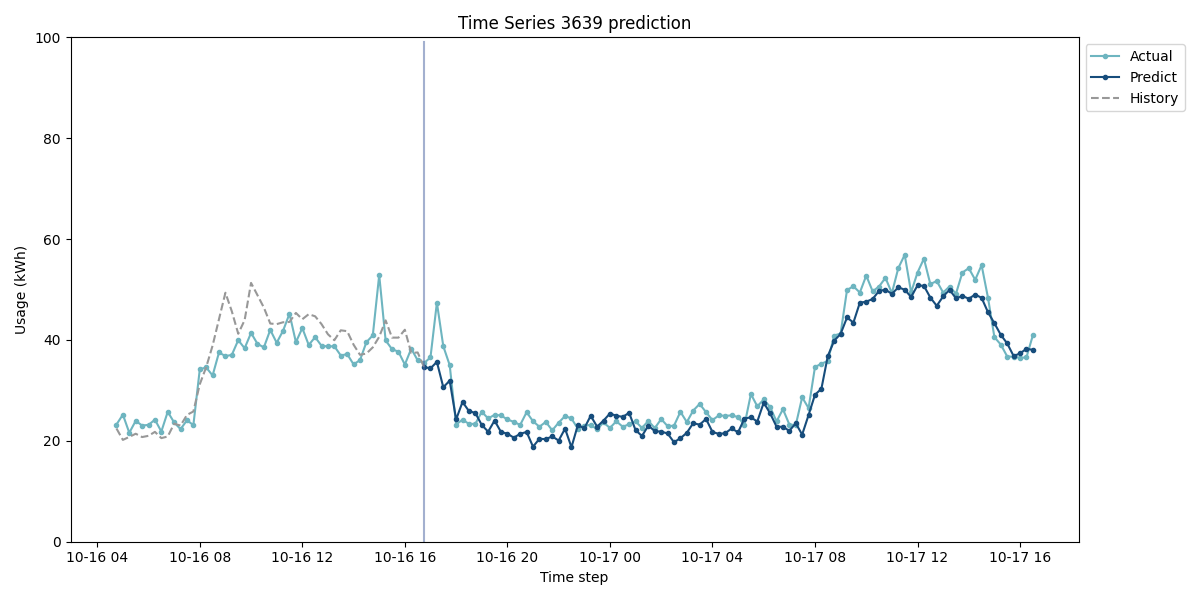 Time Series 3639 prediction
100
80
60
40
20
0
Usage (kWh)
10-16 04
10-16 08
10-16 12
10-16 16
10-16 20
10-17 00
10-17 04
10-17 08
10-17 12
10-17 16
Time step
Actual
Predict
History